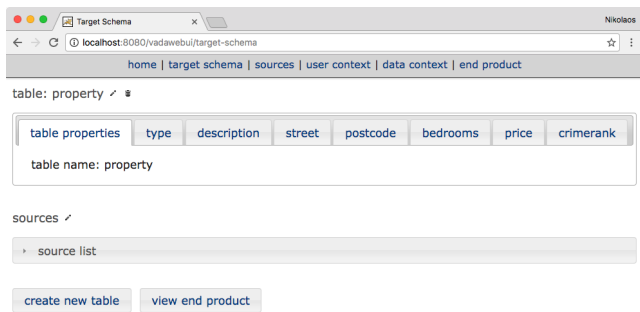 Target Schema
Nikolaos
localhost:8080/vadawebui/target-schema
home | target schema | sources | user context | data context | end product
table: property
table properties type description street postcode bedrooms price crimerank
table name: property
sources
source list
create new table view end product